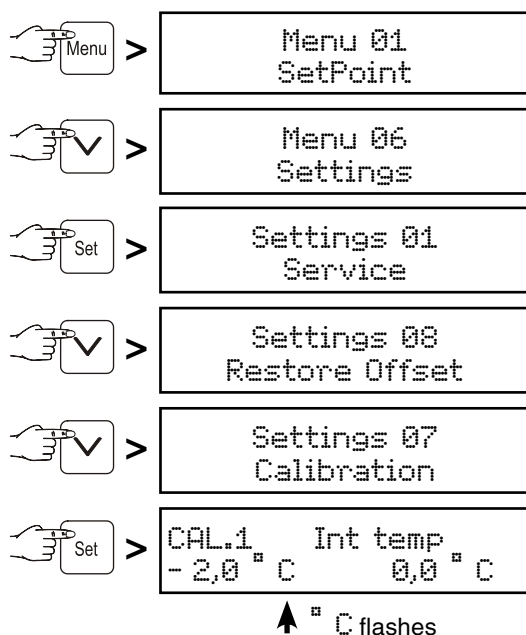 Menu > Menu 01
SetPoint
> Menu 06
Settings
Set > Settings 01
Service
> Settings 08
Restore Offset
> Settings 07
Calibration
Set > CAL.1 Int temp
- 2,0 ° C 0,0 ° C
° C flashes